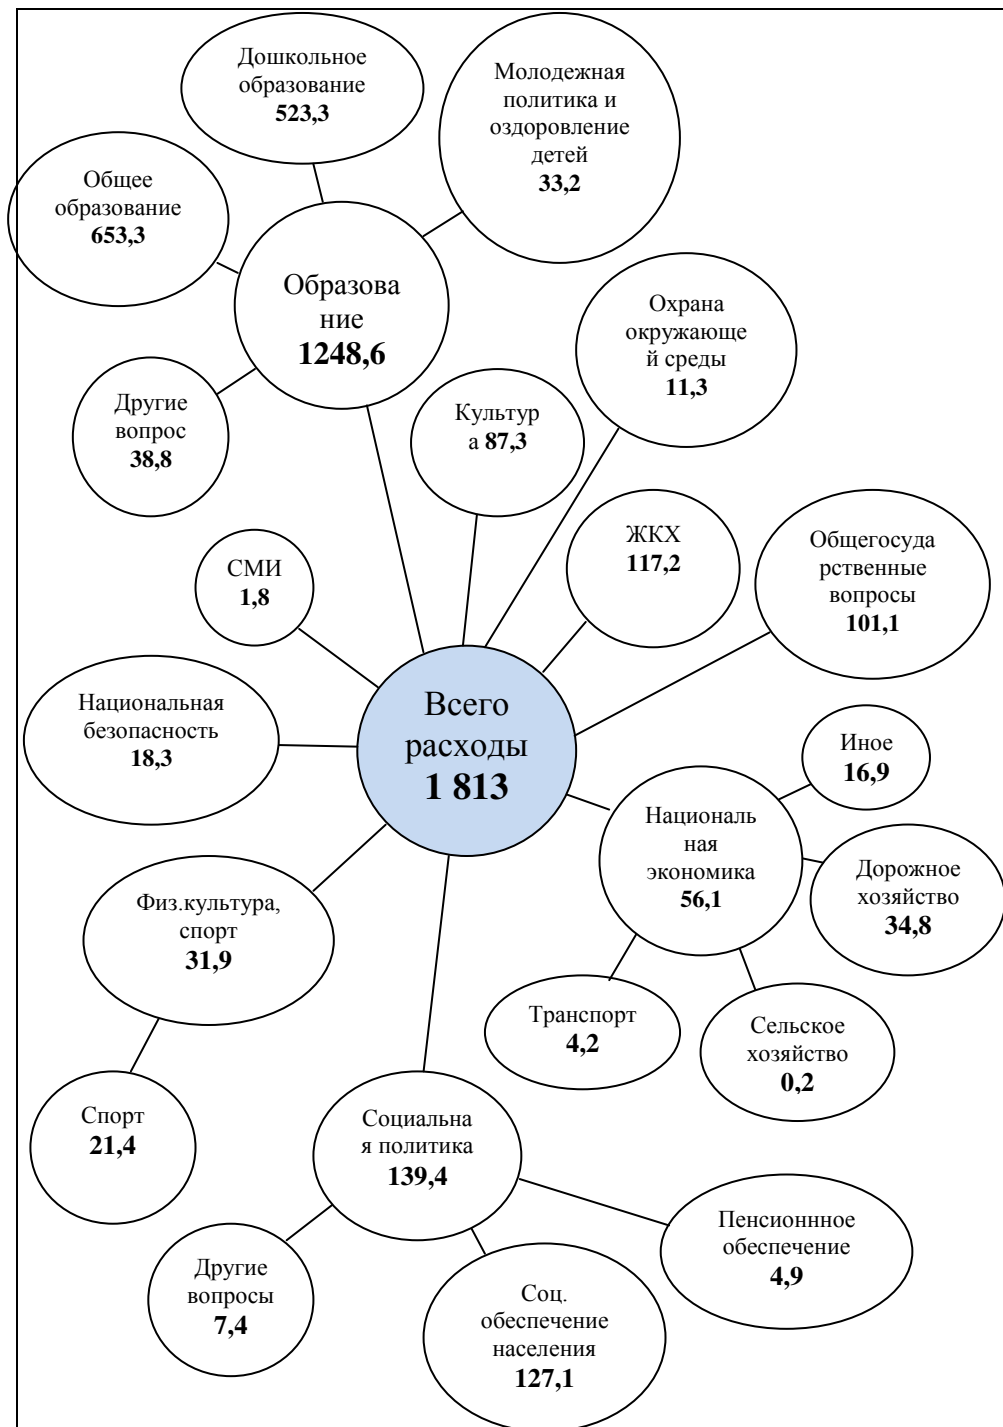 Дошкольное
образование
523,3
Молодежная
политика и
оздоровление
детей
33,2
Общее
образование
653,3
Образова
ние
1248,6
Охрана
окружающе
й среды
11,3
Другие
вопрос
38,8
Культур
а 87,3
СМИ
1,8
ЖКХ
117,2
Общегосуда
рственные
вопросы
101,1
Национальная
безопасность
18,3
Всего
расходы
1 813
Иное
16,9
Националь
ная
экономика
56,1
Дорожное
хозяйство
34,8
Физ.культура,
спорт
31,9
Транспорт
4,2
Сельское
хозяйство
0,2
Спорт
21,4
Социальна
я политика
139,4
Пенсионнное
обеспечение
4,9
Другие
вопросы
7,4
Соц.
обеспечение
населения
127,1